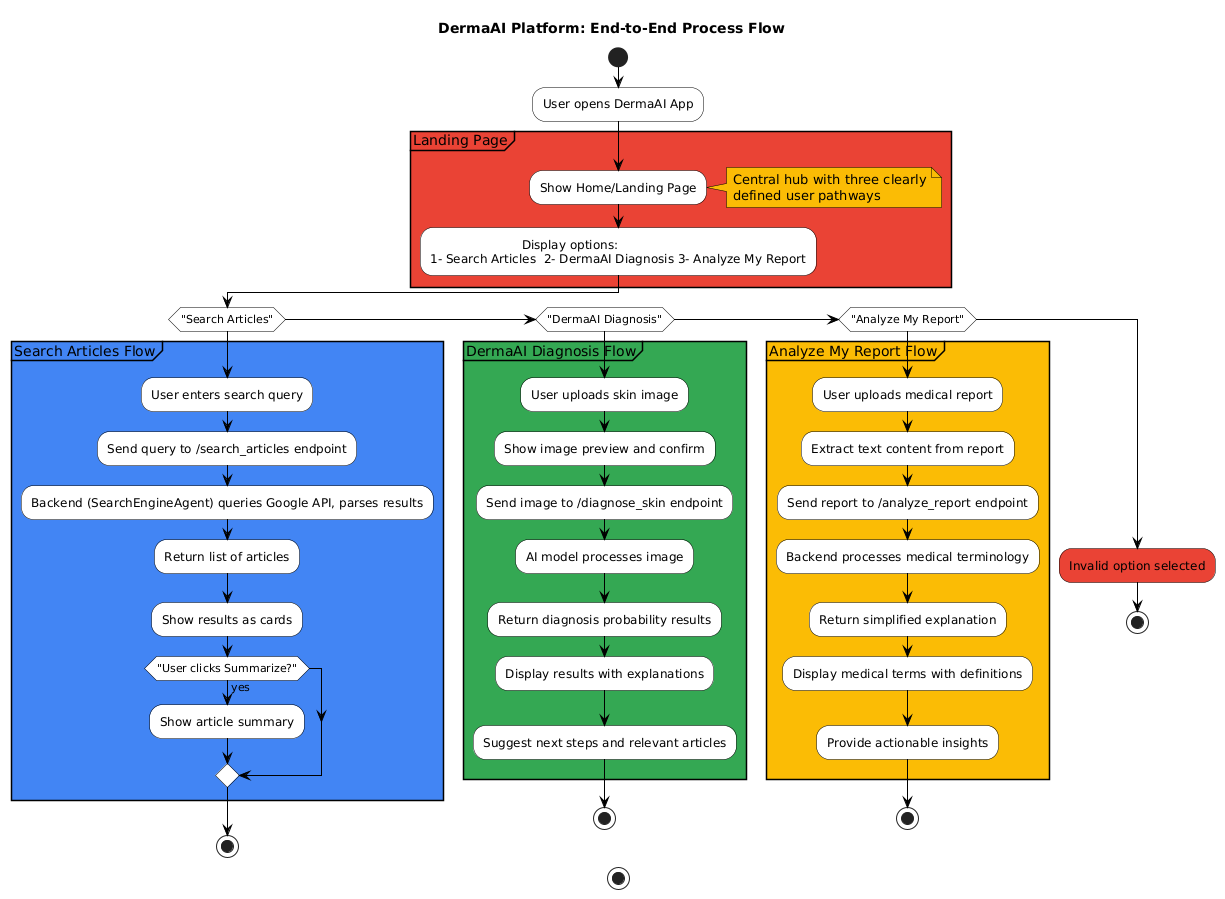 DermaAI Platform: End-to-End Process Flow
User opens DermaAI App
Landing Page
Show Home/Landing Page
Central hub with three clearly
defined user pathways
Display options:
1- Search Articles  2- DermaAI Diagnosis 3- Analyze My Report
"Search Articles"
"DermaAI Diagnosis"
"Analyze My Report"
Search Articles Flow
User enters search query
Send query to /search_articles endpoint
Backend (SearchEngineAgent) queries Google API, parses results
Return list of articles
Show results as cards
"User clicks Summarize?"
yes
Show article summary
DermaAI Diagnosis Flow
User uploads skin image
Show image preview and confirm
Send image to /diagnose_skin endpoint
AI model processes image
Return diagnosis probability results
Display results with explanations
Suggest next steps and relevant articles
Analyze My Report Flow
User uploads medical report
Extract text content from report
Send report to /analyze_report endpoint
Backend processes medical terminology
Return simplified explanation
Display medical terms with definitions
Provide actionable insights
Invalid option selected